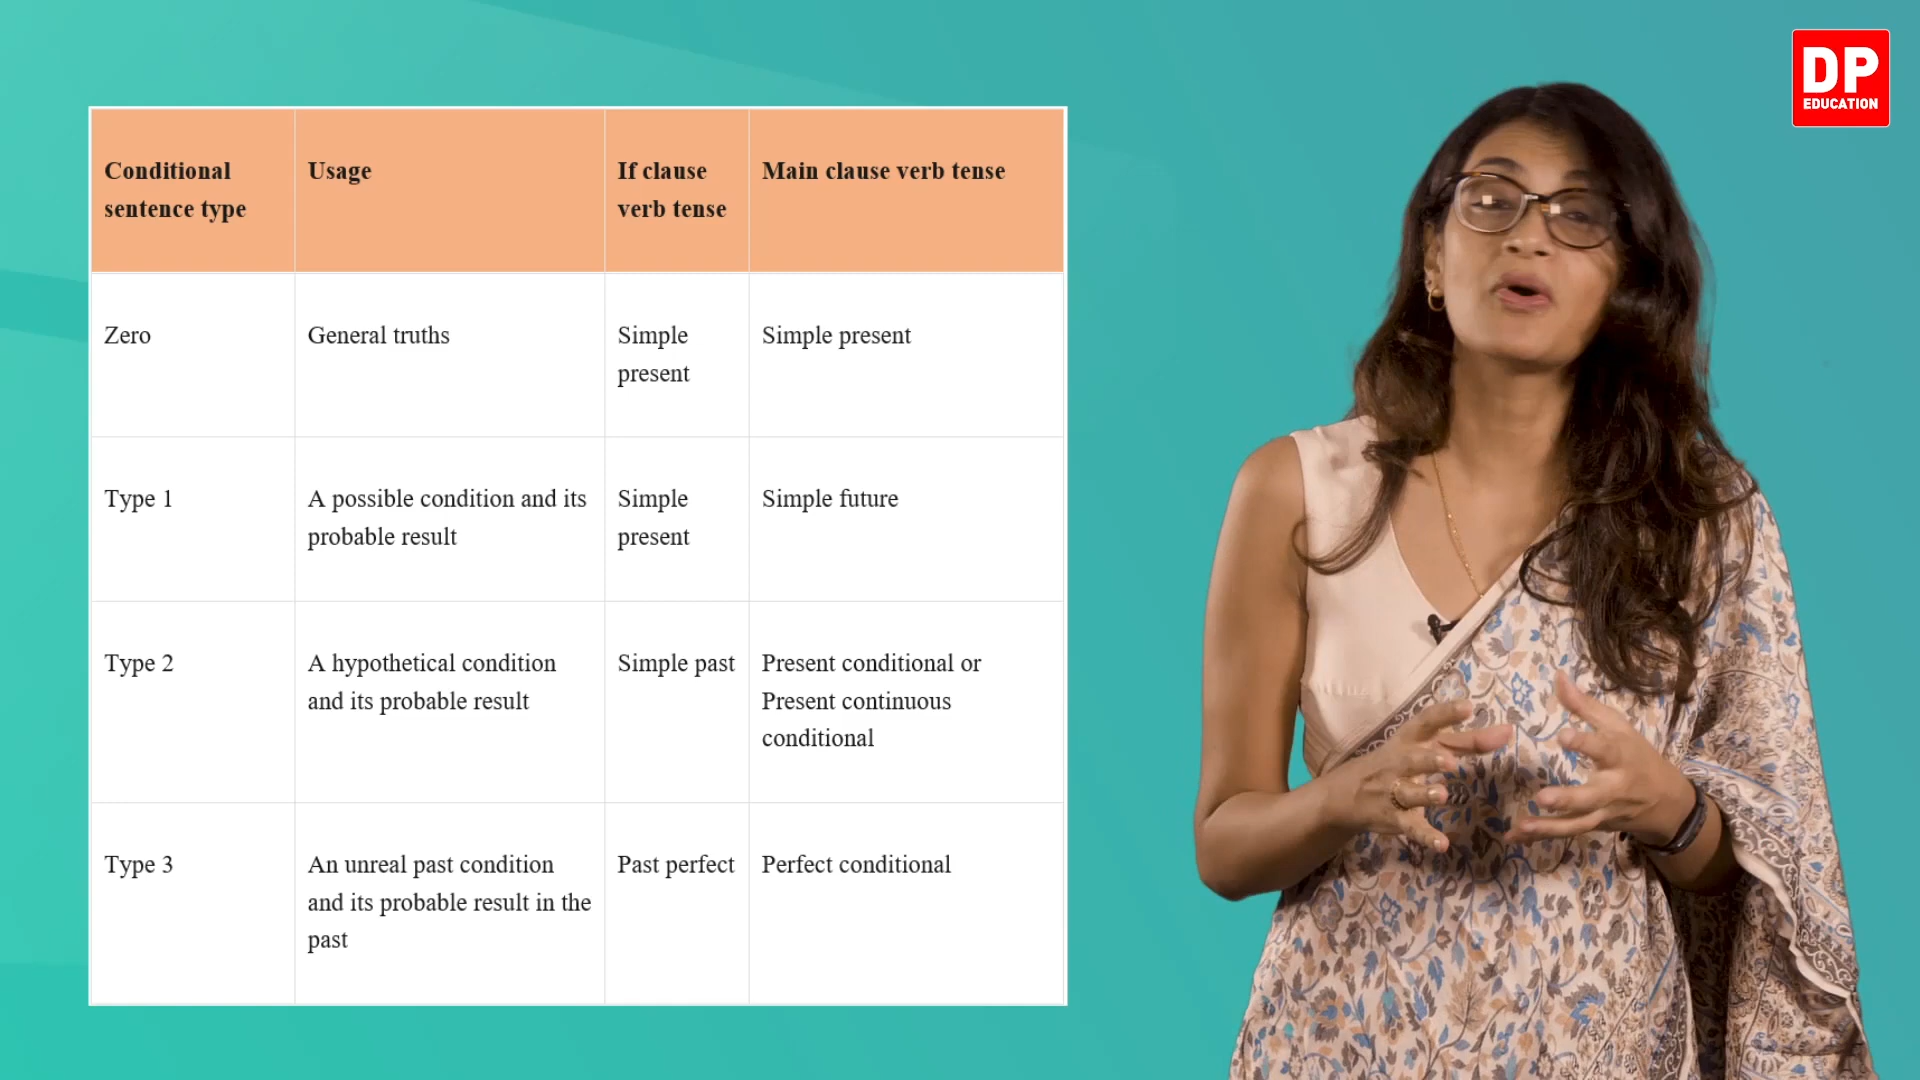 DP
EDUCATION
Conditional
sentence type
Usage
If clause
verb tense
Main clause verb tense
Zero
General truths
Simple
present
Simple present
Type 1
A possible condition and its
probable result
Simple
present
Simple future
Type 2
A hypothetical condition
and its probable result
Simple past
Present conditional or
Present continuous
conditional
Type 3
An unreal past condition
and its probable result in the
past
Past perfect
Perfect conditional